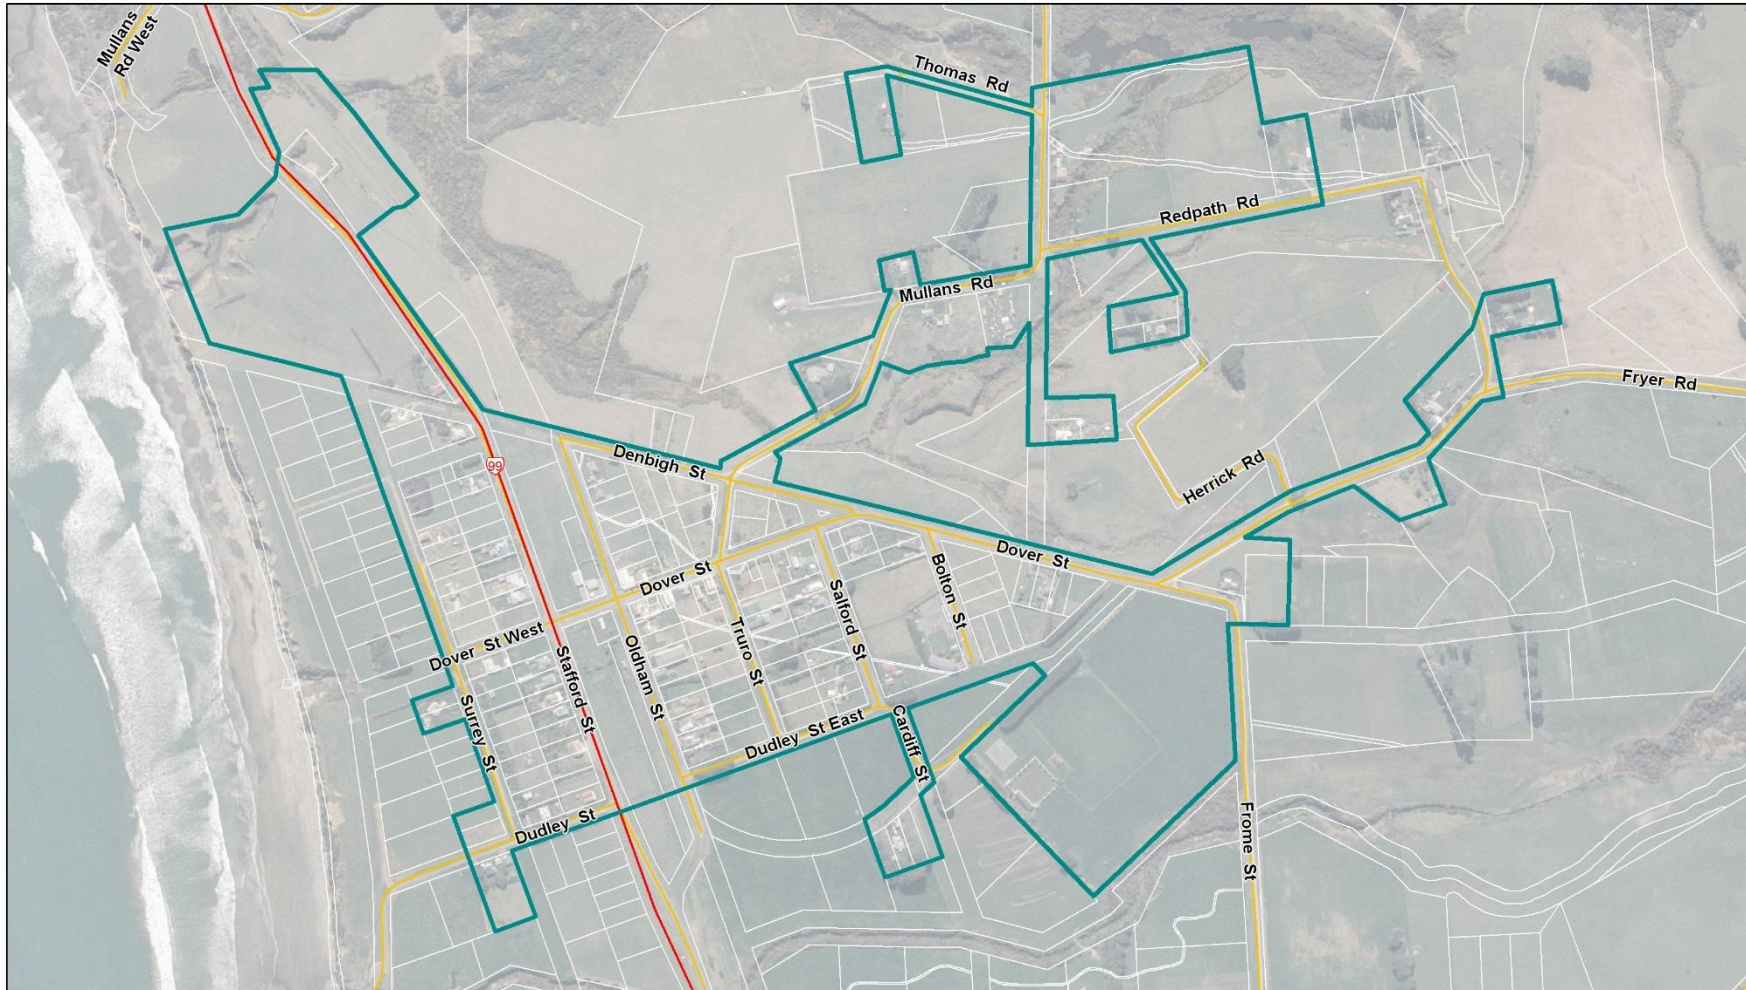 Mullans
Rd West
Thomas Rd
Redpath Rd
Mullans Rd
Fryer Rd
Denbigh St
99
Herrick Rd
Dover St
Dover St
Bolton St
Salford St
Truro St
Dover St West
Oldham St
Stafford St
Surrey St
Dudley St East
Cardiff St
Dudley St
Frome St